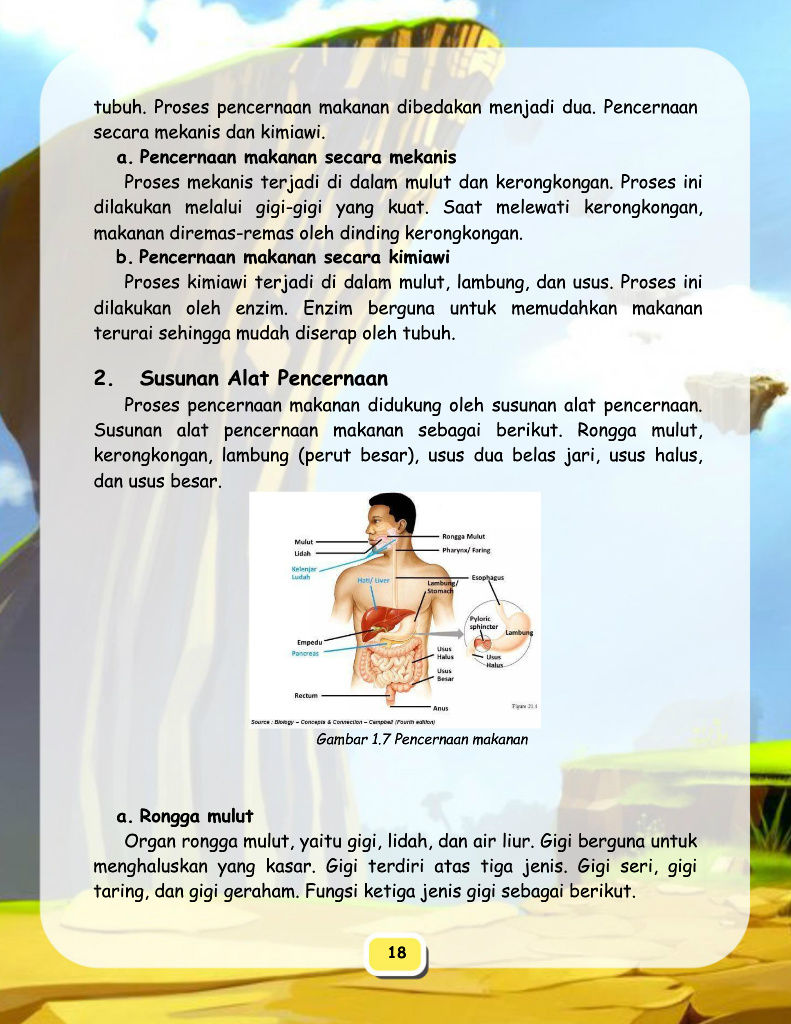 tubuh. Proses pencernaan makanan dibedakan menjadi dua. Pencernaan
secara mekanis dan kimiawi.
a. Pencernaan makanan secara mekanis
Proses mekanis terjadi di dalam mulut dan kerongkongan. Proses ini
dilakukan melalui gigi-gigi yang kuat. Saat melewati kerongkongan,
makanan diremas-remas oleh dinding kerongkongan.
b. Pencernaan makanan secara kimiawi
Proses kimiawi terjadi di dalam mulut, lambung, dan usus. Proses ini
dilakukan oleh enzim. Enzim berguna untuk memudahkan makanan
terurai sehingga mudah diserap oleh tubuh.
2. Susunan Alat Pencernaan
Proses pencernaan makanan didukung oleh susunan alat pencernaan.
Susunan alat pencernaan makanan sebagai berikut. Rongga mulut,
kerongkongan, lambung (perut besar), usus dua belas jari, usus halus,
dan usus besar.
Mulut
Lidah
Kelenjar
Ludah
Hati/ Liver
Rongga Mulut
Pharynx/ Faring
Esophagus
Lambung/
Stomach
Pyloric
sphincter
Lambung
Usus
Halus
Empedu
Pancreas
Usus
Halus
Usus
Besar
Rectum
Anus
Figure 21.4
Source : Biology – Concepts & Connection – Campbell (Fourth edition)
Gambar 1.7 Pencernaan makanan
a. Rongga mulut
Organ rongga mulut, yaitu gigi, lidah, dan air liur. Gigi berguna untuk
menghaluskan yang kasar. Gigi terdiri atas tiga jenis. Gigi seri, gigi
taring, dan gigi geraham. Fungsi ketiga jenis gigi sebagai berikut.
18